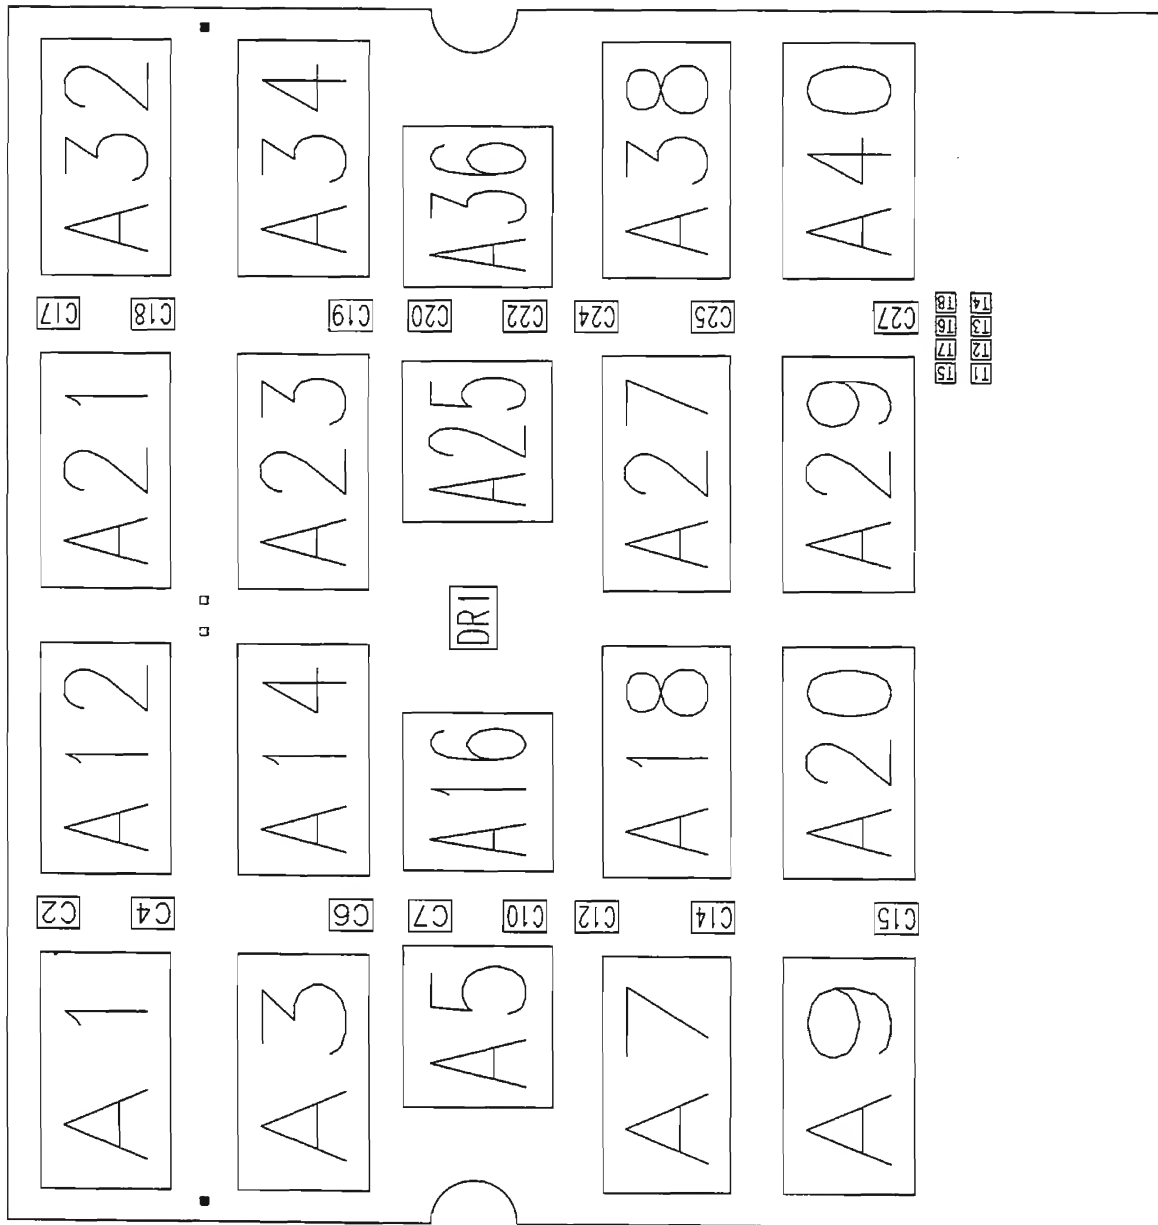 A32 A34 A36 A38 A40
C17 C18 C19 C20 C22 C24 C25 C27
T8 T4
T6 T3
T7 T2
T5 T1
A21 A23 A25 A27 A29
DR1
A12 A14 A16 A18 A20
C2 C4 C6 C7 C10 C12 C14 C15
A1 A3 A5 A7 A9